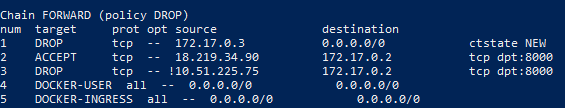 Chain FORWARD (policy DROP)
num target prot opt source destination
1 DROP tcp -- 172.17.0.3 0.0.0.0/0 ctstate NEW
2 ACCEPT tcp -- 18.219.34.90 172.17.0.2 tcp dpt:8000
3 DROP tcp -- !10.51.225.75 172.17.0.2 tcp dpt:8000
4 DOCKER-USER all -- 0.0.0.0/0 0.0.0.0/0
5 DOCKER-INGRESS all -- 0.0.0.0/0 0.0.0.0/0